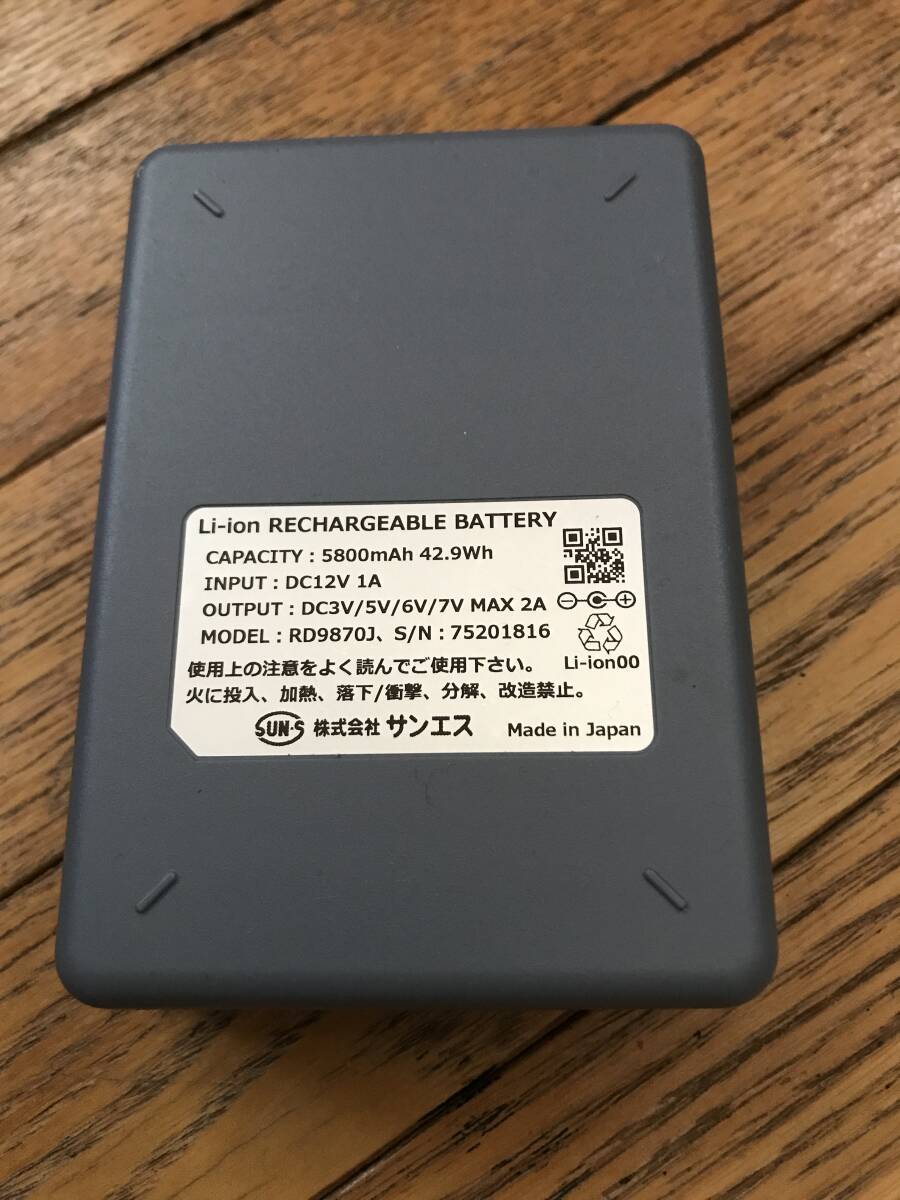 Li-ion RECHARGEABLE BATTERY
CAPACITY : 5800mAh 42.9Wh
INPUT : DC12V 1A
OUTPUT : DC3V/5V/6V/7V MAX 2A
MODEL : RD9870J、S/N : 75201816
Li-ion00
使用上の注意をよく読んでご使用下さい。
火に投入、加熱、落下/衝撃、分解、改造禁止。
SUN·S 株式会社 サンエス Made in Japan